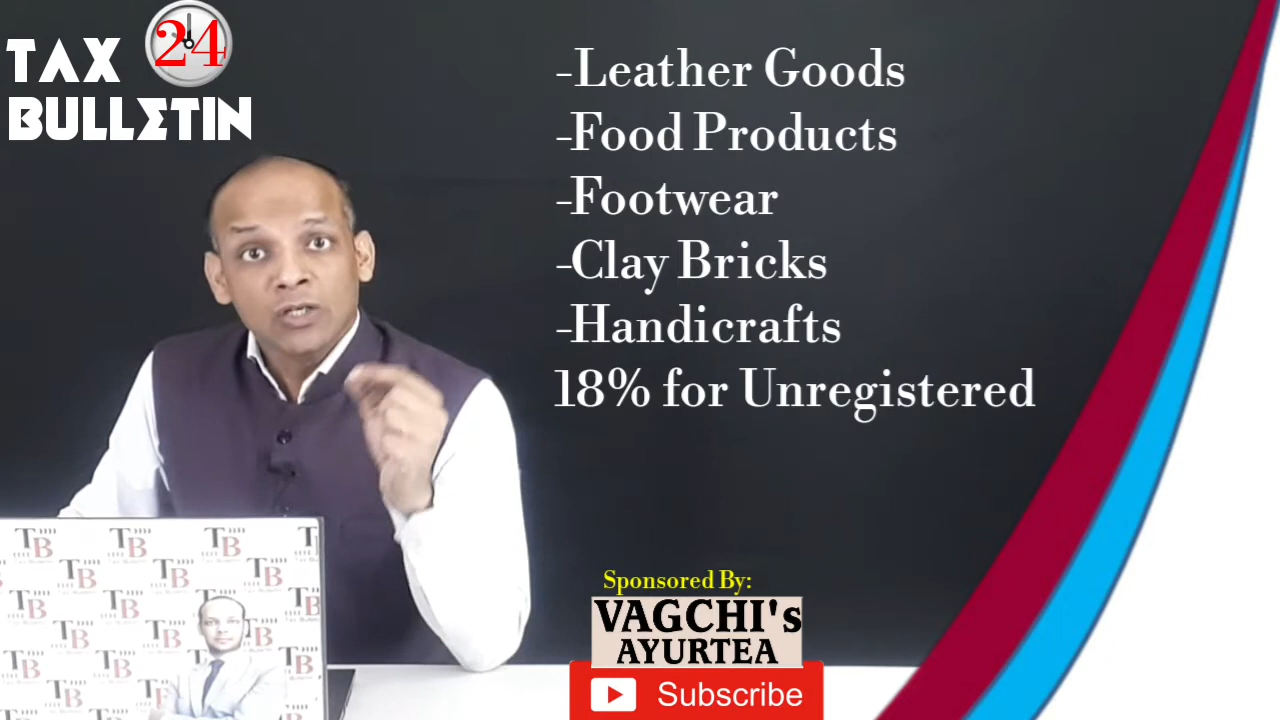 TAX 24
BULLETIN
-Leather Goods
-Food Products
-Footwear
-Clay Bricks
-Handicrafts
18% for Unregistered
Sponsored By:
VAGCHI's
AYURTEA
Subscribe
TB